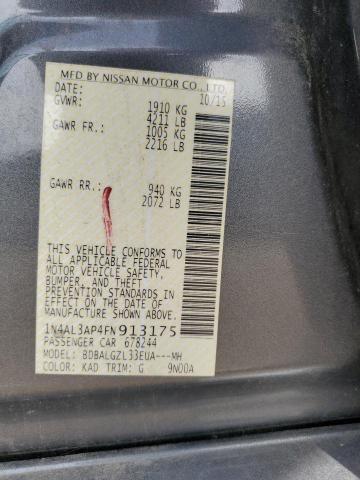 MFD.BY NISSAN MOTOR CO., LTD.
DATE: 10/15
GVWR: 1910 KG
4211 LB
GAWR FR.: 1005 KG
2216 LB
GAWR RR.: 940 KG
2072 LB
THIS VEHICLE CONFORMS TO
ALL APPLICABLE FEDERAL
MOTOR VEHICLE SAFETY,
BUMPER, AND THEFT
PREVENTION STANDARDS IN
EFFECT ON THE DATE OF
MANUFACTURE SHOWN ABOVE.
1N4AL3AP4FN913175
PASSENGER CAR 678244
MODEL: BDBALGZL33EUA---MH
COLOR: KAD TRIM: G 9N00A